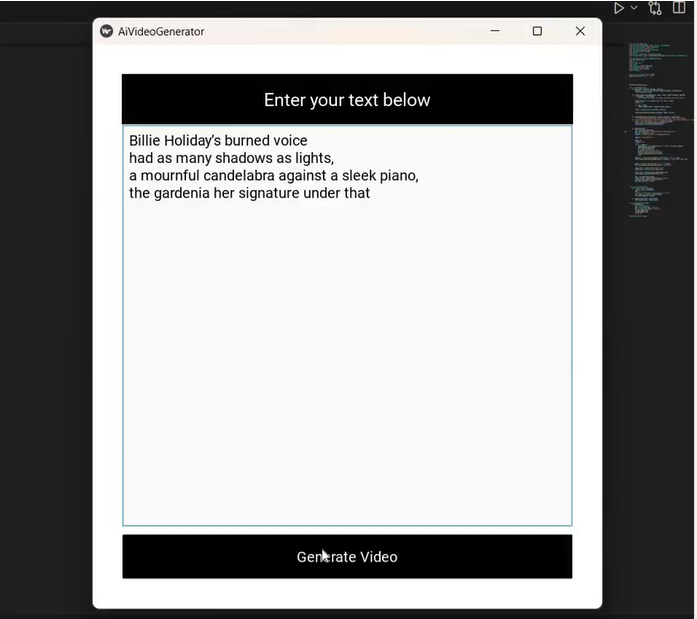 AiVideoGenerator
Enter your text below
Billie Holiday's burned voice
had as many shadows as lights,
a mournful candelabra against a sleek piano,
the gardenia her signature under that
Generate Video